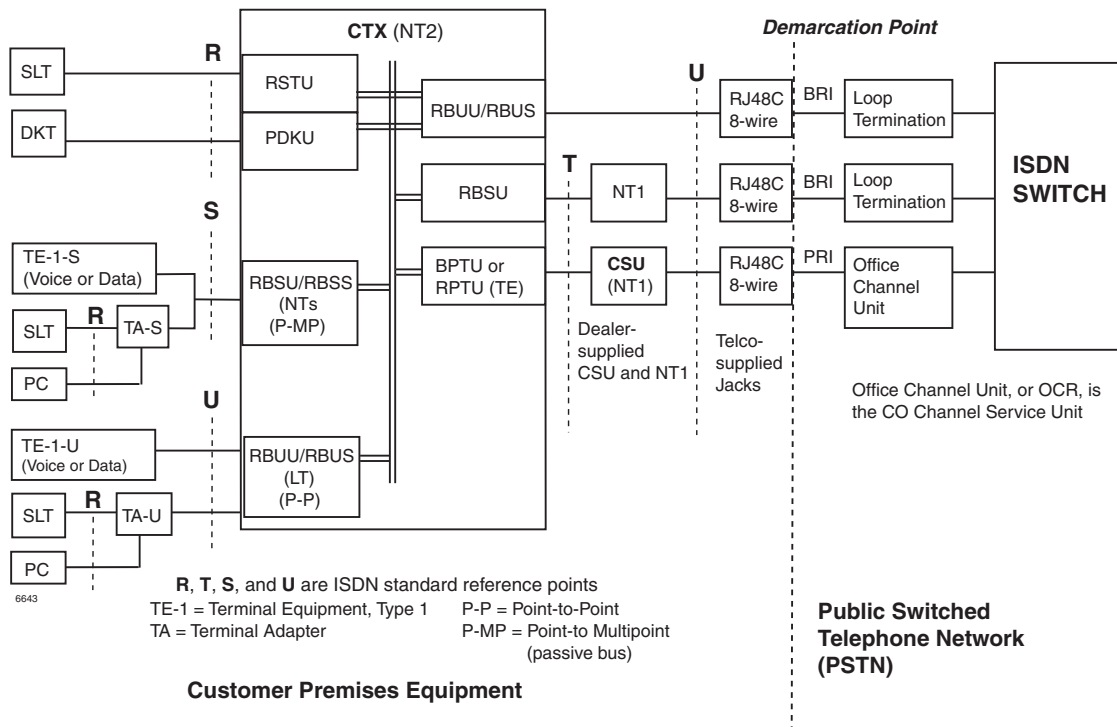 CTX (NT2)
Demarcation Point
R
U
SLT
RSTU
RBUU/RBUS
RJ48C
8-wire
BRI
Loop
Termination
DKT
PDKU
ISDN
SWITCH
T
RBSU
NT1
RJ48C
8-wire
BRI
Loop
Termination
S
TE-1-S
(Voice or Data)
RBSU/RBSS
(NTs
(P-MP)
BPTU or
RPTU (TE)
CSU
(NT1)
RJ48C
8-wire
PRI
Office
Channel
Unit
SLT
R
TA-S
PC
Dealer-
supplied
CSU and NT1
Telco-
supplied
Jacks
Office Channel Unit, or OCR, is
the CO Channel Service Unit
U
TE-1-U
(Voice or Data)
RBUU/RBUS
(LT)
(P-P)
SLT
R
TA-U
PC
6643
R, T, S, and U are ISDN standard reference points
TE-1 = Terminal Equipment, Type 1
P-P = Point-to-Point
TA = Terminal Adapter
P-MP = Point-to Multipoint
(passive bus)
Customer Premises Equipment
Public Switched
Telephone Network
(PSTN)